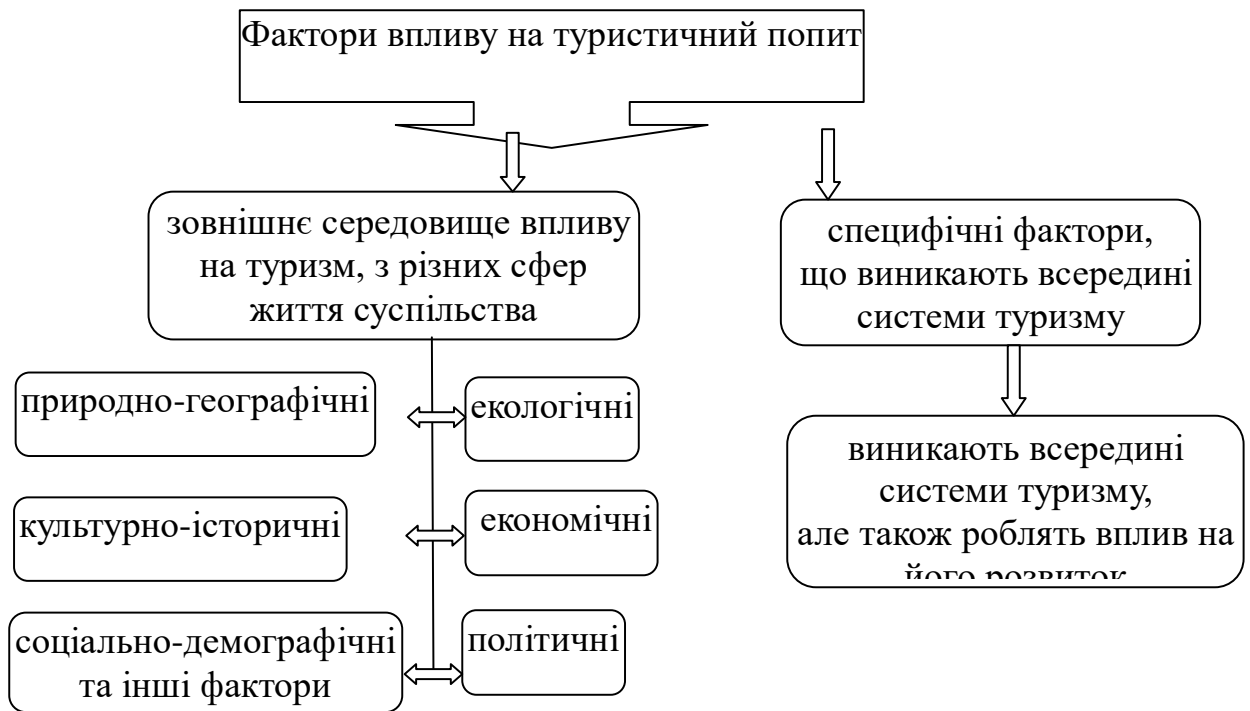 Фактори впливу на туристичний попит
зовнішнє середовище впливу
на туризм, з різних сфер
життя суспільства
специфічні фактори,
що виникають всередині
системи туризму
природно-географічні
екологічні
культурно-історичні
економічні
соціально-демографічні
та інші фактори
політичні
виникають всередині
системи туризму,
але також роблять вплив на
його розвиток